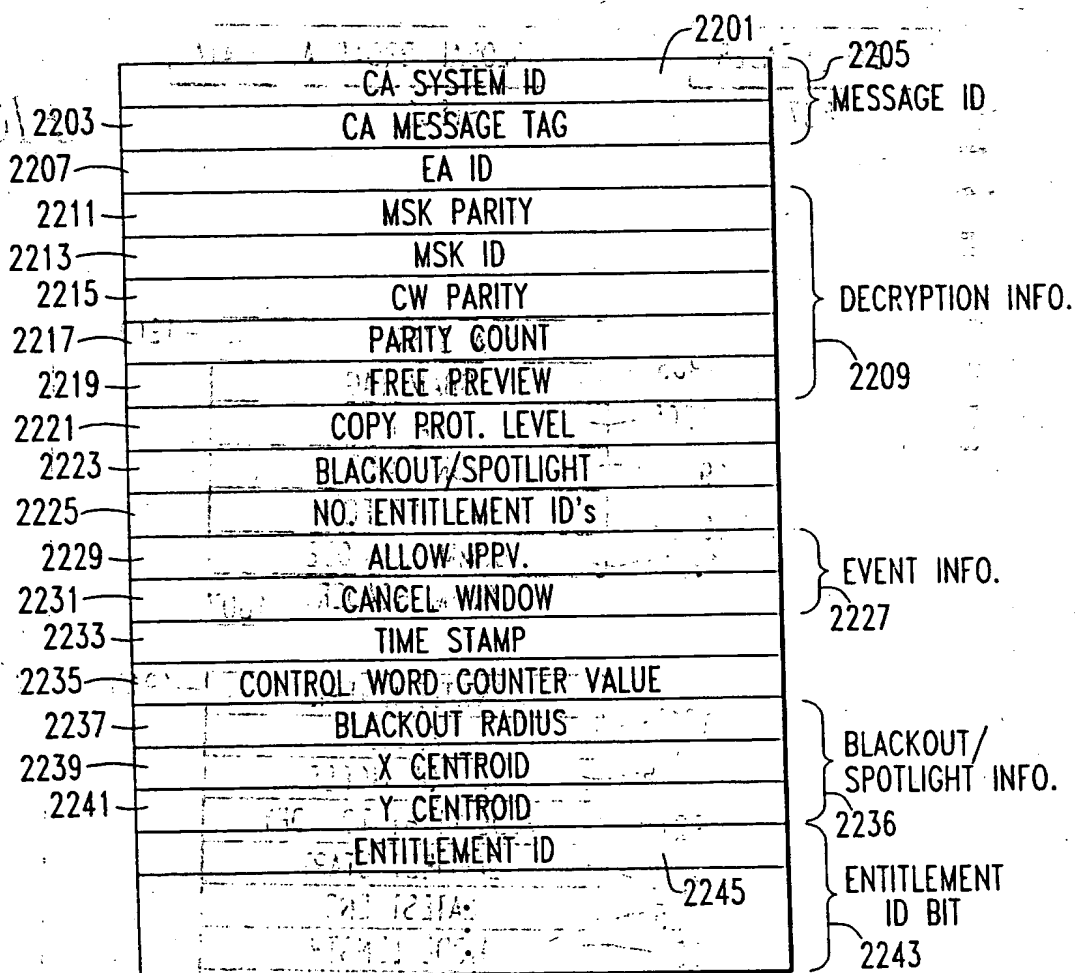 2201
CA SYSTEM ID
2205
MESSAGE ID
2203
CA MESSAGE TAG
2207
EA ID
2211
MSK PARITY
2213
MSK ID
2215
CW PARITY
DECRYPTION INFO.
2217
PARITY COUNT
2219
FREE PREVIEW
2209
2221
COPY PROT. LEVEL
2223
BLACKOUT/SPOTLIGHT
2225
NO. ENTITLEMENT ID's
2229
ALLOW IPPV.
EVENT INFO.
2231
CANCEL WINDOW
2227
2233
TIME STAMP
2235
CONTROL WORD COUNTER VALUE
2237
BLACKOUT RADIUS
BLACKOUT/
SPOTLIGHT INFO.
2239
X CENTROID
2241
Y CENTROID
2236
ENTITLEMENT ID
2245
ENTITLEMENT
ID BIT
2243